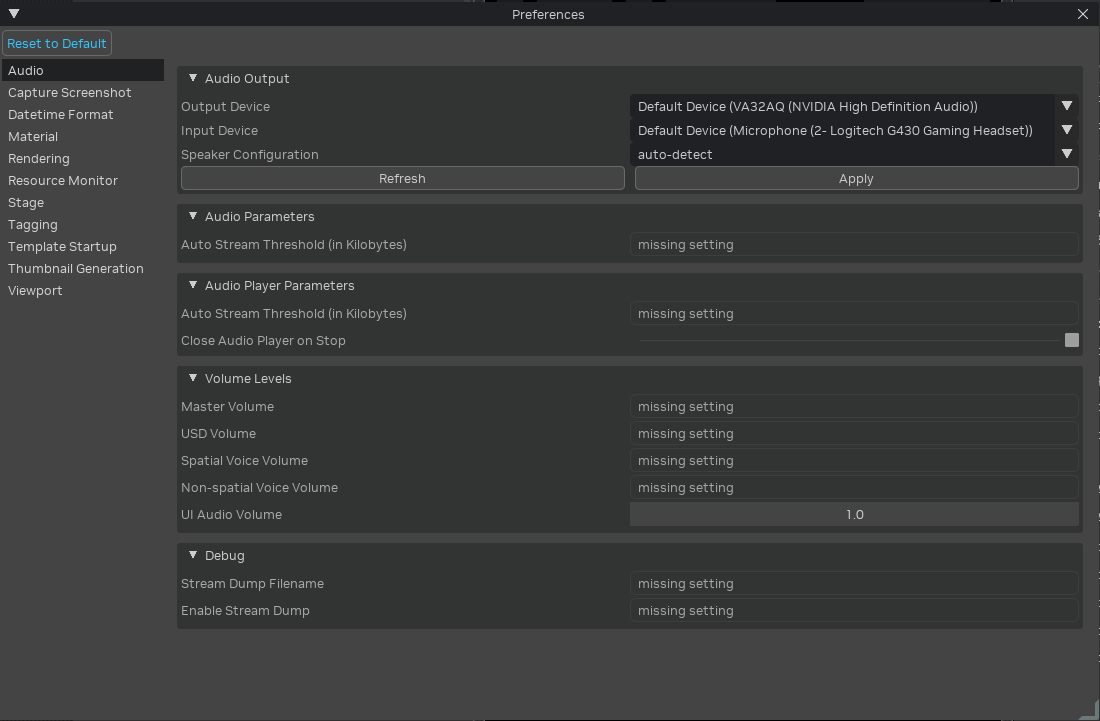 Preferences
Reset to Default
Audio
Capture Screenshot
Datetime Format
Material
Rendering
Resource Monitor
Stage
Tagging
Template Startup
Thumbnail Generation
Viewport
Audio Output
Output Device Default Device (VA32AQ (NVIDIA High Definition Audio))
Input Device Default Device (Microphone (2- Logitech G430 Gaming Headset))
Speaker Configuration auto-detect
Refresh Apply
Audio Parameters
Auto Stream Threshold (in Kilobytes) missing setting
Audio Player Parameters
Auto Stream Threshold (in Kilobytes) missing setting
Close Audio Player on Stop
Volume Levels
Master Volume missing setting
USD Volume missing setting
Spatial Voice Volume missing setting
Non-spatial Voice Volume missing setting
UI Audio Volume 1.0
Debug
Stream Dump Filename missing setting
Enable Stream Dump missing setting